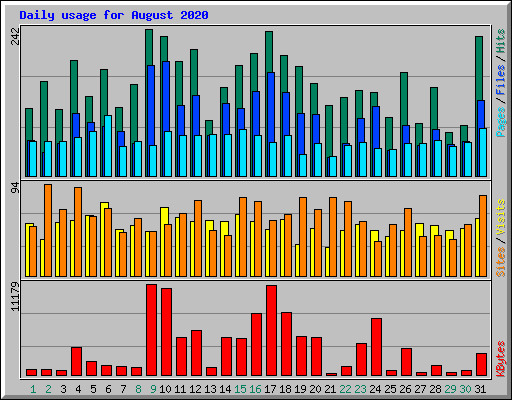 Daily usage for August 2020
242
Pages / Files / Hits
94
Sites / Visits
11179
KBytes
1 2 3 4 5 6 7 8 9 10 11 12 13 14 15 16 17 18 19 20 21 22 23 24 25 26 27 28 29 30 31